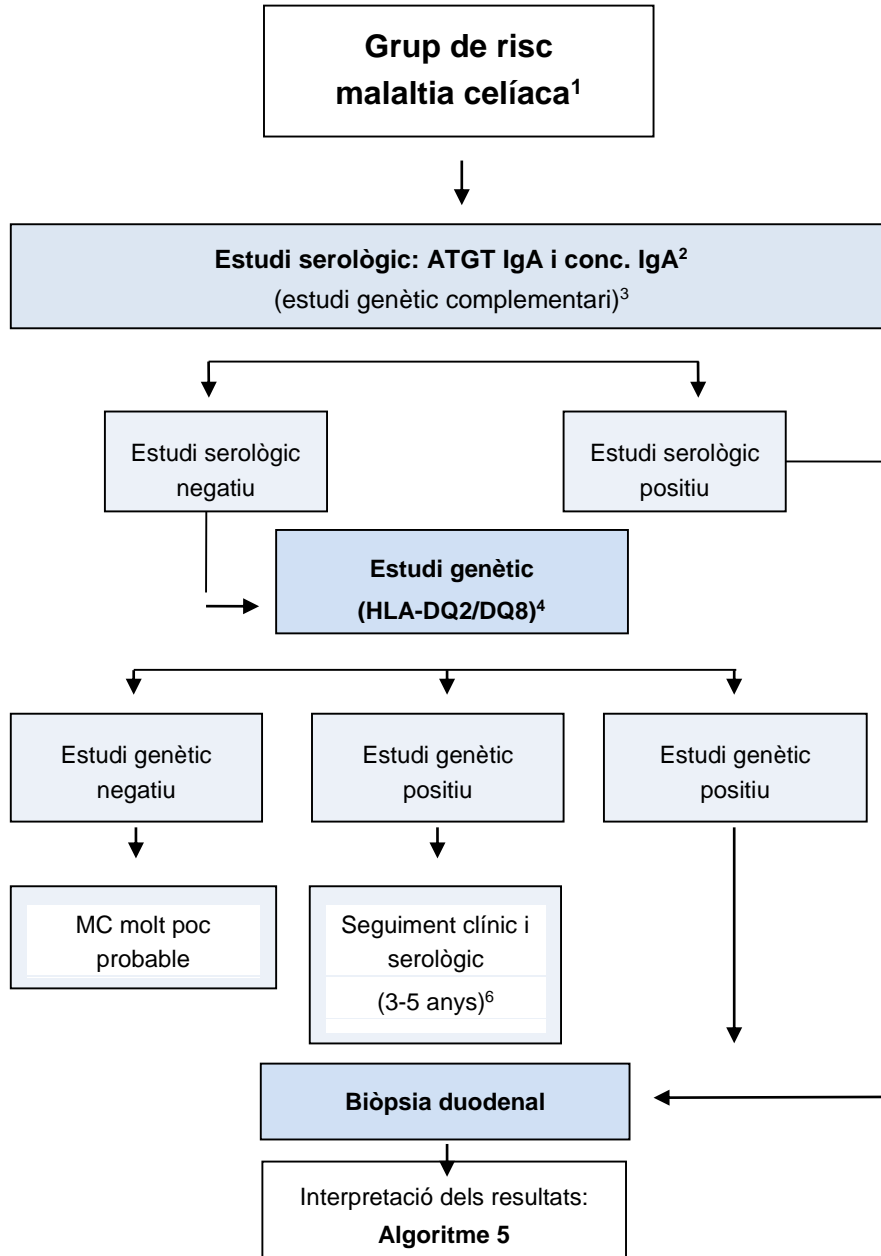 Grup de risc
malaltia celíaca¹
Estudi serològic: ATGT IgA i conc. IgA²
(estudi genètic complementari)³
Estudi serològic
negatiu
Estudi serològic
positiu
Estudi genètic
(HLA-DQ2/DQ8)⁴
Estudi genètic
negatiu
Estudi genètic
positiu
Estudi genètic
positiu
MC molt poc
probable
Seguiment clínic i
serològic
(3-5 anys)⁶
Biòpsia duodenal
Interpretació dels resultats:
Algoritme 5